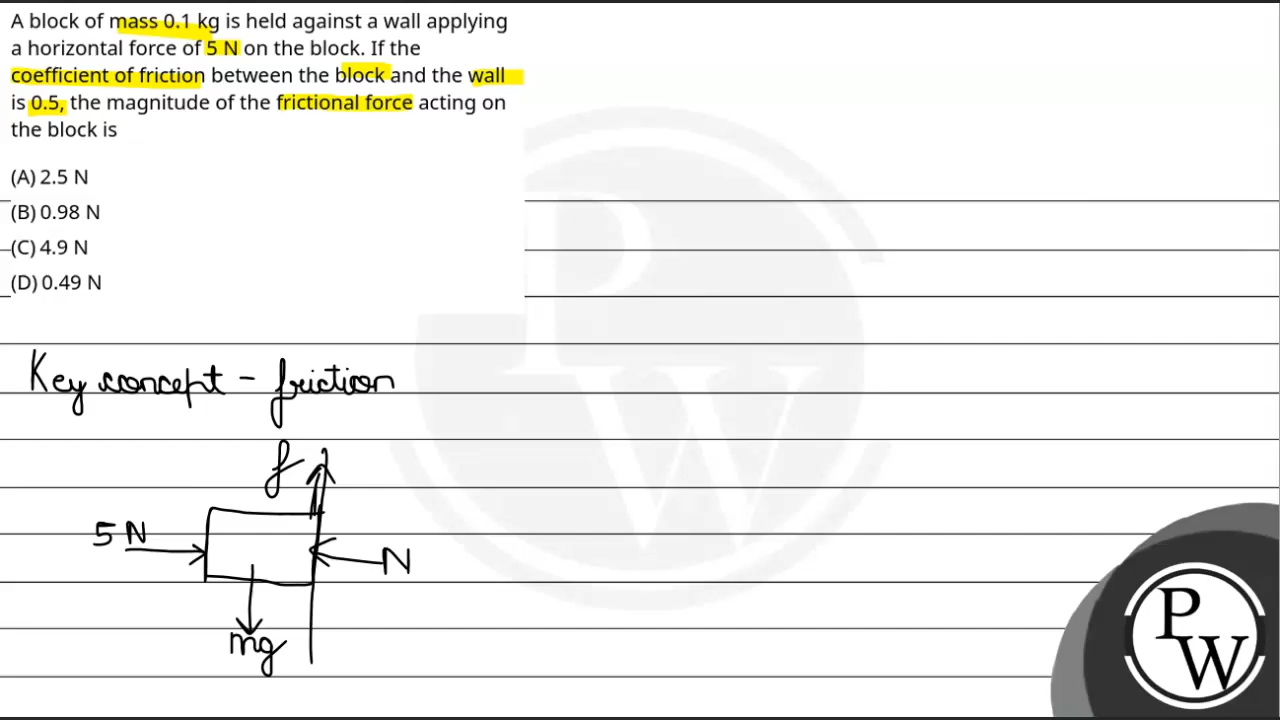 A block of mass 0.1 kg is held against a wall applying
a horizontal force of 5 N on the block. If the
coefficient of friction between the block and the wall
is 0.5, the magnitude of the frictional force acting on
the block is
(A) 2.5 N
(B) 0.98 N
(C) 4.9 N
(D) 0.49 N
Key concept - friction
f
5 N
N
mg
P
W
P
W